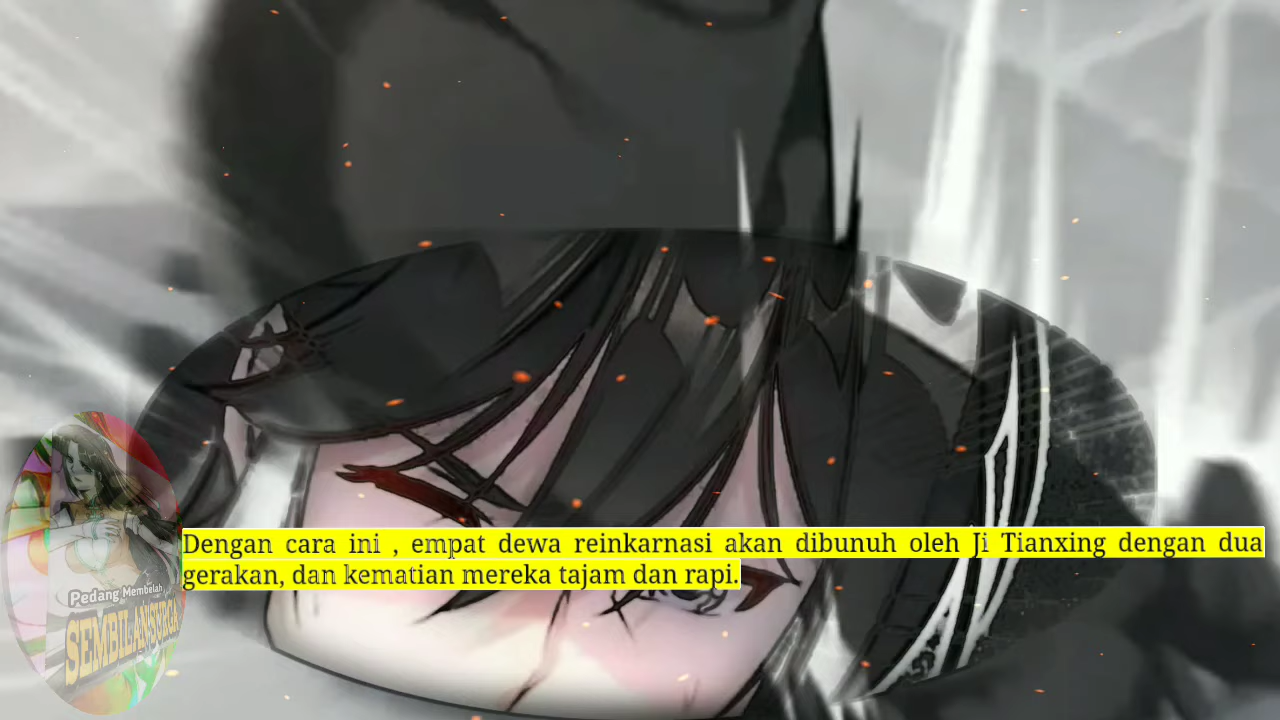 Dengan cara ini , empat dewa reinkarnasi akan dibunuh oleh Ji Tianxing dengan dua
gerakan, dan kematian mereka tajam dan rapi.
Pedang Membelah
SEMBILAN SURGA